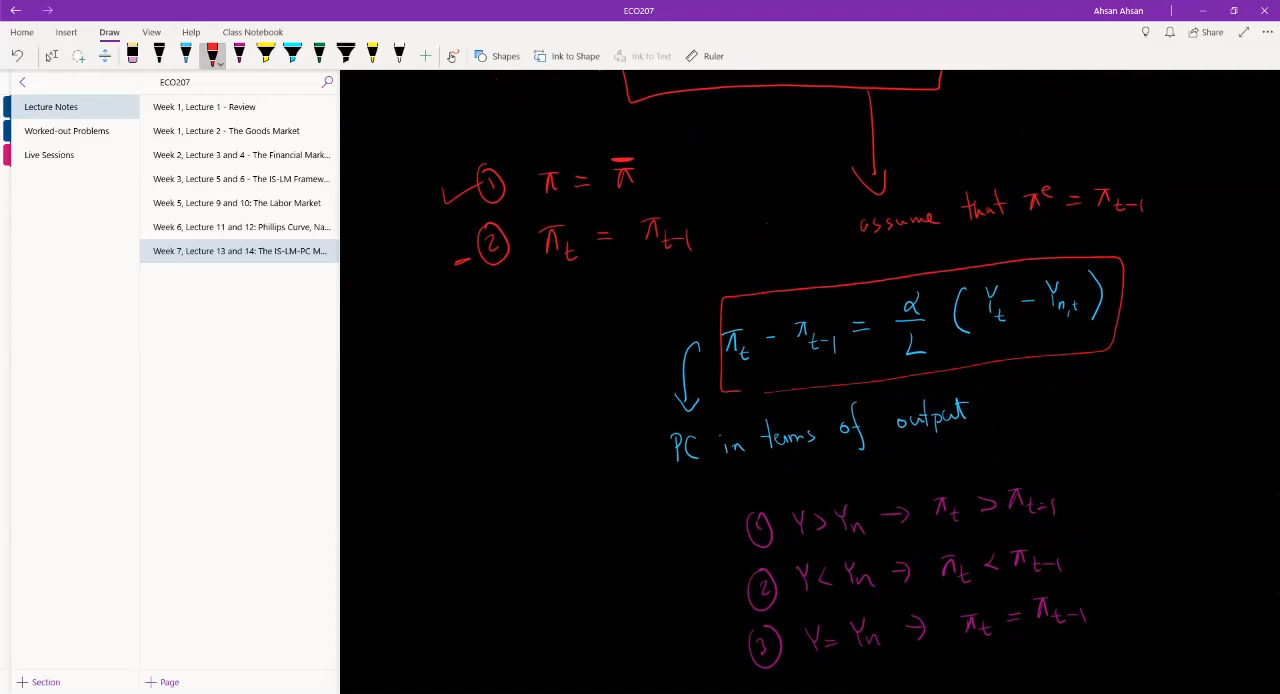 ECO207
Ahsan Ahsan
Home Insert Draw View Help Class Notebook
Share
Shapes Ink to Shape Ink to Text Ruler
ECO207
Lecture Notes
Worked-out Problems
Live Sessions
Week 1, Lecture 1 - Review
Week 1, Lecture 2 - The Goods Market
Week 2, Lecture 3 and 4 - The Financial Mark...
Week 3, Lecture 5 and 6 - The IS-LM Framew...
Week 5, Lecture 9 and 10: The Labor Market
Week 6, Lecture 11 and 12: Phillips Curve, Na...
Week 7, Lecture 13 and 14: The IS-LM-PC M...
+ Section
+ Page
① π = π̄
② π_t = π_{t-1}
assume that π^e = π_{t-1}
π_t - π_{t-1} = α/L (Y_t - Y_{n,t})
PC in terms of output
① Y > Y_n → π_t > π_{t-1}
② Y < Y_n → π_t < π_{t-1}
③ Y = Y_n → π_t = π_{t-1}